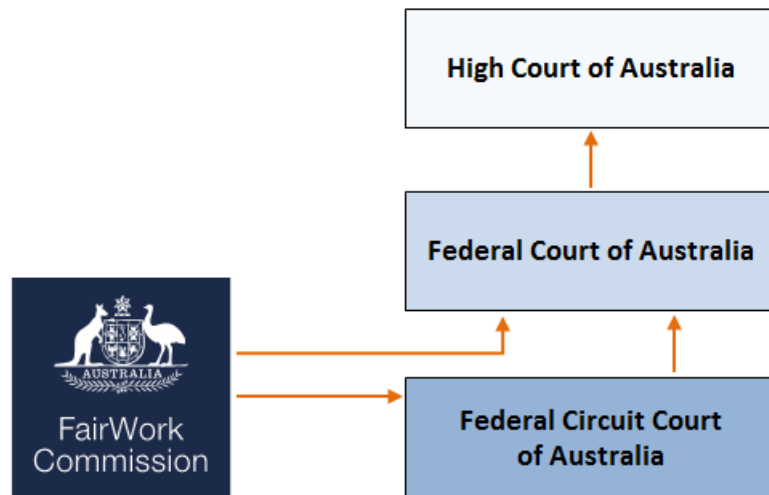 High Court of Australia
Federal Court of Australia
AUSTRALIA
FairWork
Commission
Federal Circuit Court
of Australia